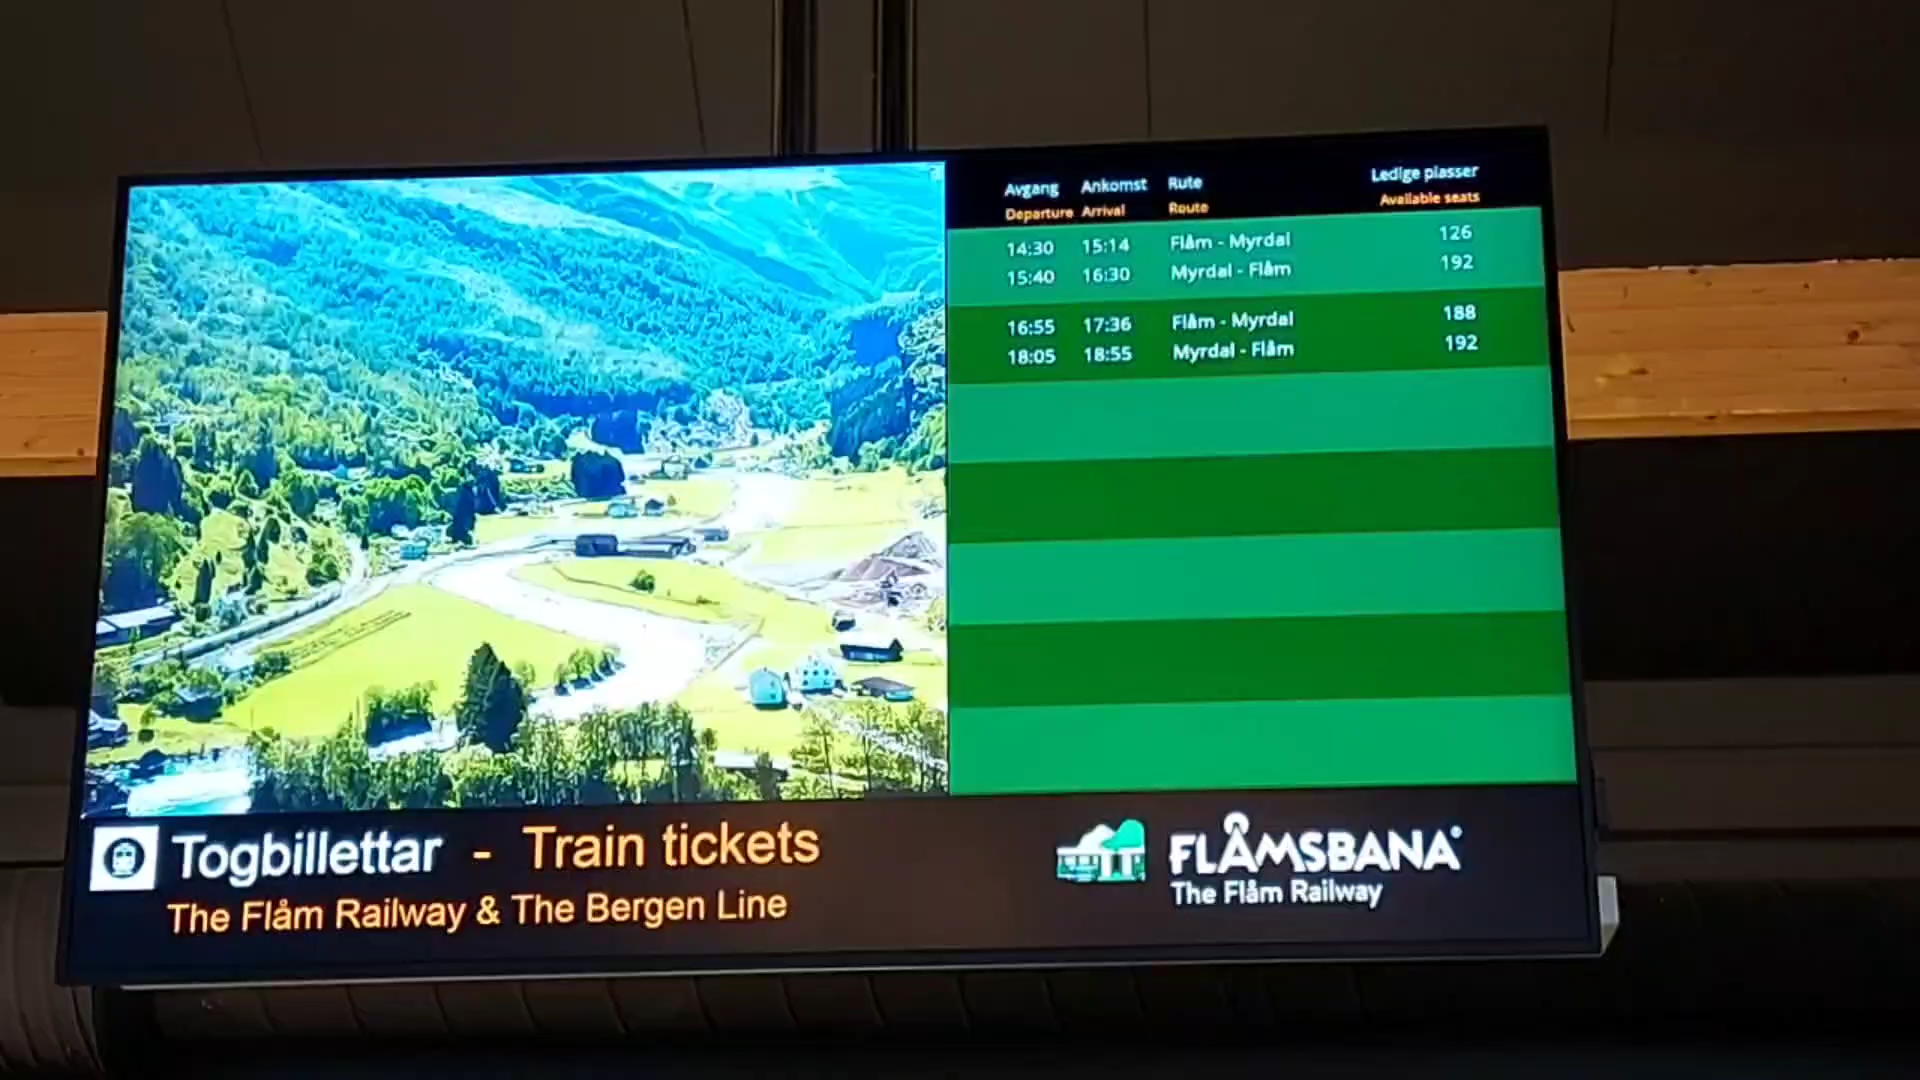 Avgang Ankomst Rute Ledige plasser
Departure Arrival Route Available seats
14:30 15:14 Flåm - Myrdal 126
15:40 16:30 Myrdal - Flåm 192
16:55 17:36 Flåm - Myrdal 188
18:05 18:55 Myrdal - Flåm 192
Togbillettar - Train tickets
The Flåm Railway & The Bergen Line
FLÅMSBANA®
The Flåm Railway